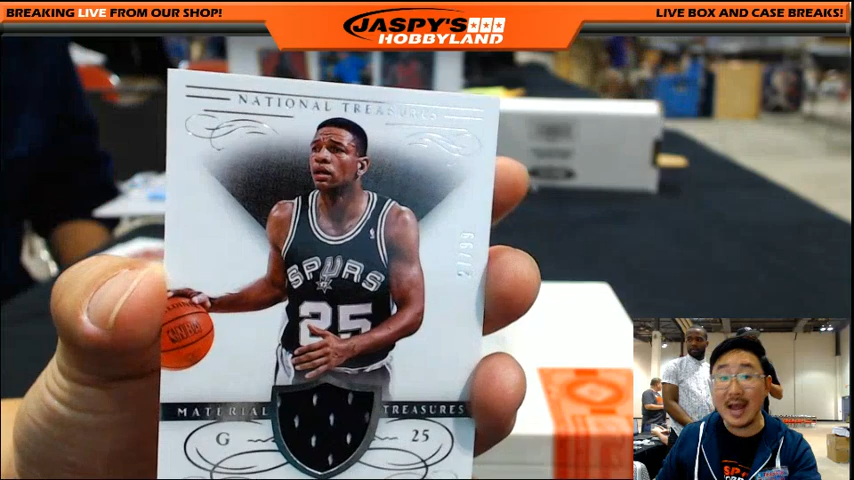 BREAKING LIVE FROM OUR SHOP!
JASPY'S
HOBBYLAND
LIVE BOX AND CASE BREAKS!
NATIONAL TREASURES
SPURS
25
MATERIAL TREASURES
G 25